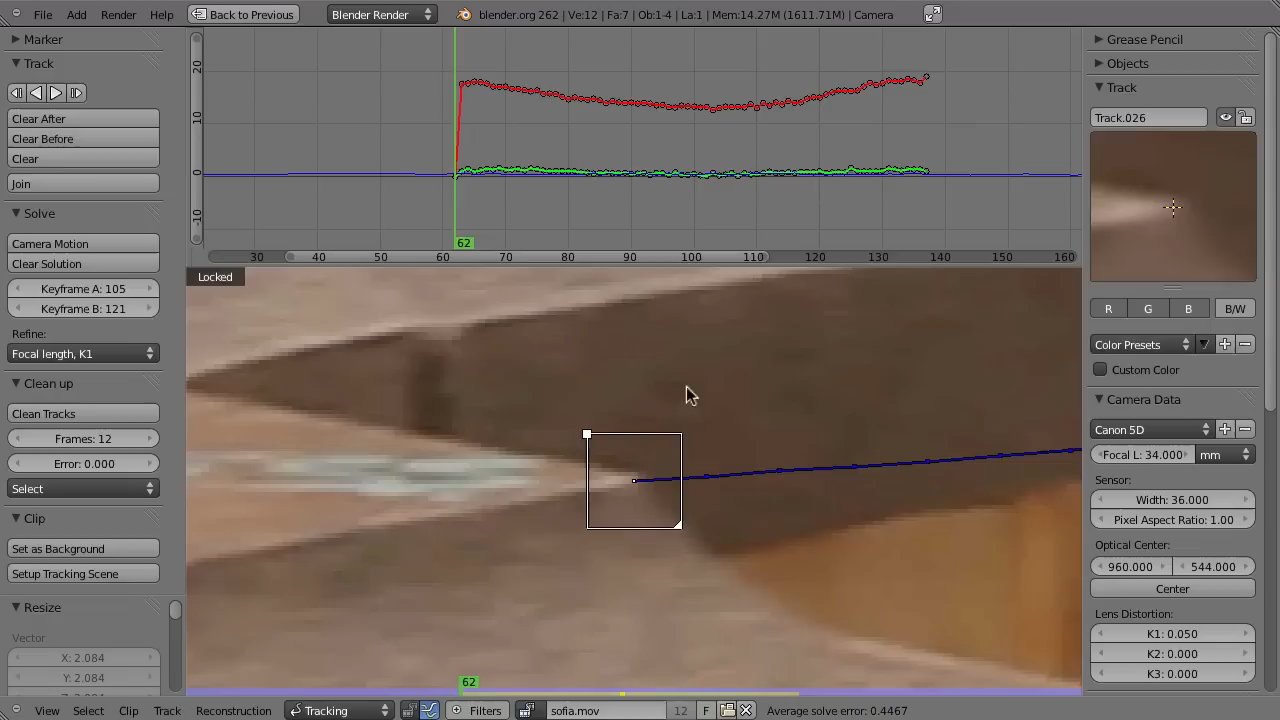 File Add Render Help Back to Previous Blender Render blender.org 262 | Ve:12 | Fa:7 | Ob:1-4 | La:1 | Mem:14.27M (1611.71M) | Camera
Marker
Track
Clear After
Clear Before
Clear
Join
Solve
Camera Motion
Clear Solution
Keyframe A: 105
Keyframe B: 121
Refine:
Focal length, K1
Clean up
Clean Tracks
Frames: 12
Error: 0.000
Select
Clip
Set as Background
Setup Tracking Scene
Resize
Vector
X: 2.084
Y: 2.084
20
10
0
-10
62
30 40 50 60 70 80 90 100 110 120 130 140 150 160
Locked
62
Grease Pencil
Objects
Track
Track.026
R G B B/W
Color Presets
Custom Color
Camera Data
Canon 5D
Focal L: 34.000 mm
Sensor:
Width: 36.000
Pixel Aspect Ratio: 1.00
Optical Center:
960.000 544.000
Center
Lens Distortion:
K1: 0.050
K2: 0.000
K3: 0.000
View Select Clip Track Reconstruction Tracking Filters sofia.mov 12 F Average solve error: 0.4467